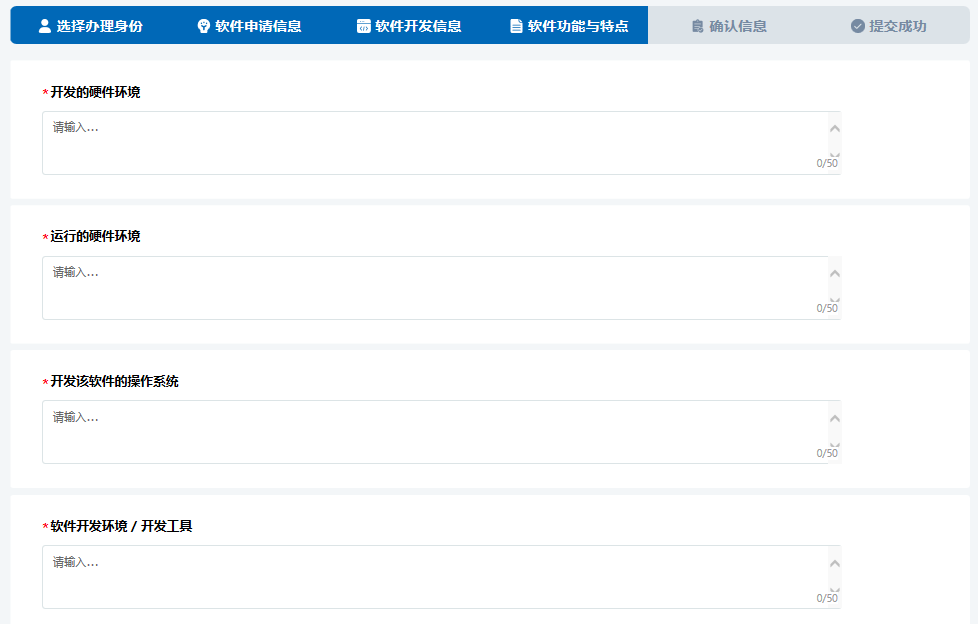 选择办理身份 软件申请信息 软件开发信息 软件功能与特点 确认信息 提交成功
*开发的硬件环境
请输入...
0/50
*运行的硬件环境
请输入...
0/50
*开发该软件的操作系统
请输入...
0/50
*软件开发环境 / 开发工具
请输入...
0/50